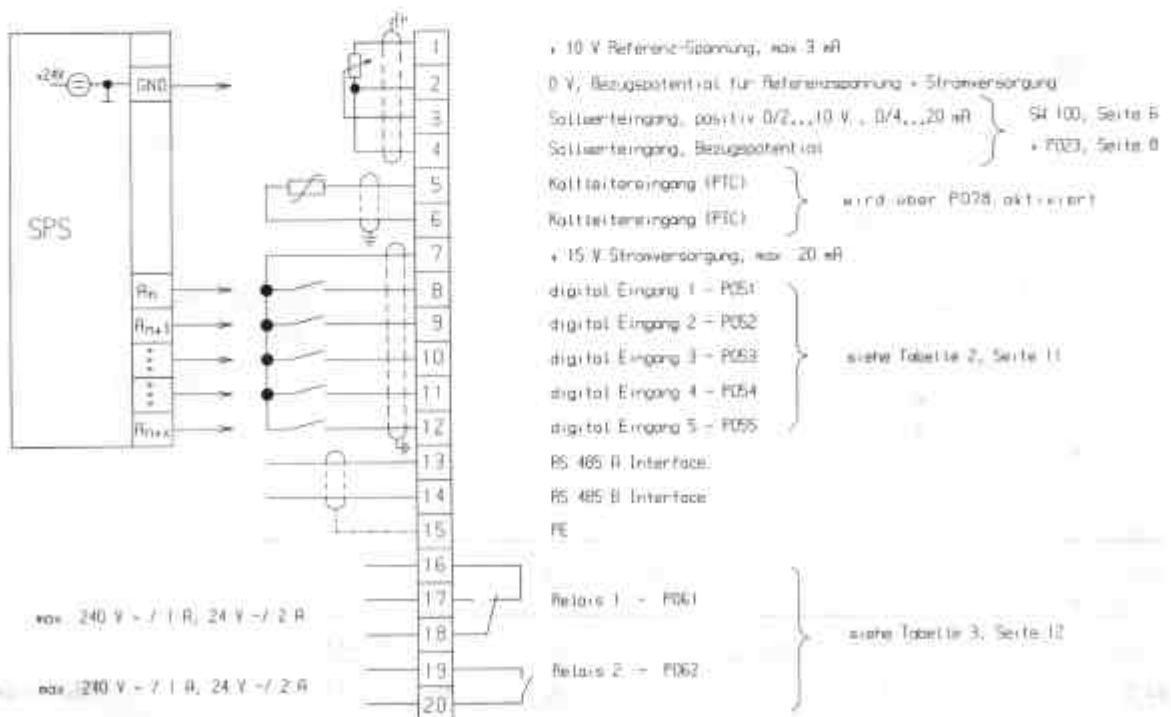 1 + 10 V Referenz-Spannung, max 3 mA
+24V GND 2 0 V, Bezugspotential für Referenzspannung + Stromversorgung
3 Sollwerteingang, positiv 0/2...10 V , 0/4...20 mA SW 100, Seite 6
4 Sollwerteingang, Bezugspotential + P023, Seite 8
5 Kaltleitereingang (PTC)
wird über P078 aktiviert
6 Kaltleitereingang (PTC)
SPS
7 + 15 V Stromversorgung, max 20 mA
An 8 digital Eingang 1 - P051
An+1 9 digital Eingang 2 - P052
10 digital Eingang 3 - P053 siehe Tabelle 2, Seite 11
11 digital Eingang 4 - P054
An+x 12 digital Eingang 5 - P055
13 RS 485 A Interface
14 RS 485 B Interface
15 PE
16
17 Relais 1 - P061
max 240 V ~ / 1 A, 24 V -/ 2 A
18 siehe Tabelle 3, Seite 12
19 Relais 2 - P062
max 240 V ~ / 1 A, 24 V -/ 2 A
20